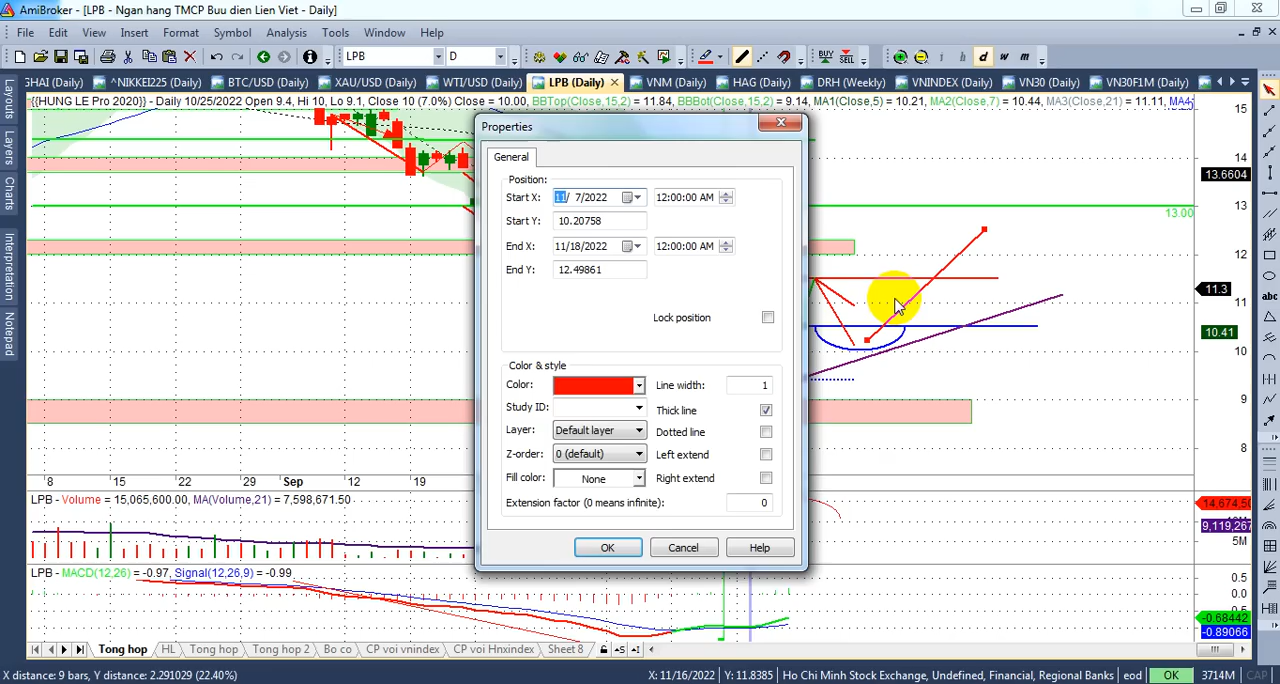 AmiBroker - [LPB - Ngan hang TMCP Buu dien Lien Viet - Daily]
File Edit View Insert Format Symbol Analysis Tools Window Help
LPB D BUY SELL i h d w m
GHAI (Daily) ^NIKKEI225 (Daily) BTC/USD (Daily) XAU/USD (Daily) WTI/USD (Daily) LPB (Daily) VNM (Daily) HAG (Daily) DRH (Weekly) VNINDEX (Daily) VN30 (Daily) VN30F1M (Daily)
{{HUNG LE Pro 2020}} - Daily 10/25/2022 Open 9.4, Hi 10, Lo 9.1, Close 10 (7.0%) Close = 10.00, BBTop(Close,15,2) = 11.84, BBBot(Close,15,2) = 9.14, MA1(Close,5) = 10.21, MA2(Close,7) = 10.44, MA3(Close,21) = 11.11, MA4
Layouts
Layers
Charts
Interpretation
Notepad
Properties
General
Position:
Start X: 11/ 7/2022 12:00:00 AM
Start Y: 10.20758
End X: 11/18/2022 12:00:00 AM
End Y: 12.49861
Lock position
Color & style
Color: Line width: 1
Study ID: Thick line
Layer: Default layer Dotted line
Z-order: 0 (default) Left extend
Fill color: None Right extend
Extension factor (0 means infinite): 0
OK Cancel Help
15
14
13.6604
13
13.00
12
11.3
11
10.41
10
9
8
abc
8 15 22 29 Sep 12 19
LPB - Volume = 15,065,600.00, MA(Volume,21) = 7,598,671.50
14,674,50
9,119,267
5M
LPB - MACD(12,26) = -0.97, Signal(12,26,9) = -0.99
0.5
0.0
-0.68442
-0.89066
Tong hop HL Tong hop Tong hop 2 Bo co CP voi vnindex CP voi Hnxindex Sheet 8
X distance: 9 bars, Y distance: 2.291029 (22.40%) X: 11/16/2022 Y: 11.8385 Ho Chi Minh Stock Exchange, Undefined, Financial, Regional Banks eod OK 3714M CAP